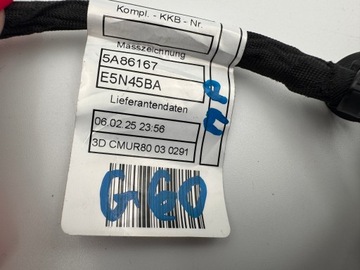 Kompl. - KKB - Nr
Masszeichnung
5A86167
E5N45BA
Lieferantendaten
06.02.25 23:56
3D CMUR80 03 0291
G60